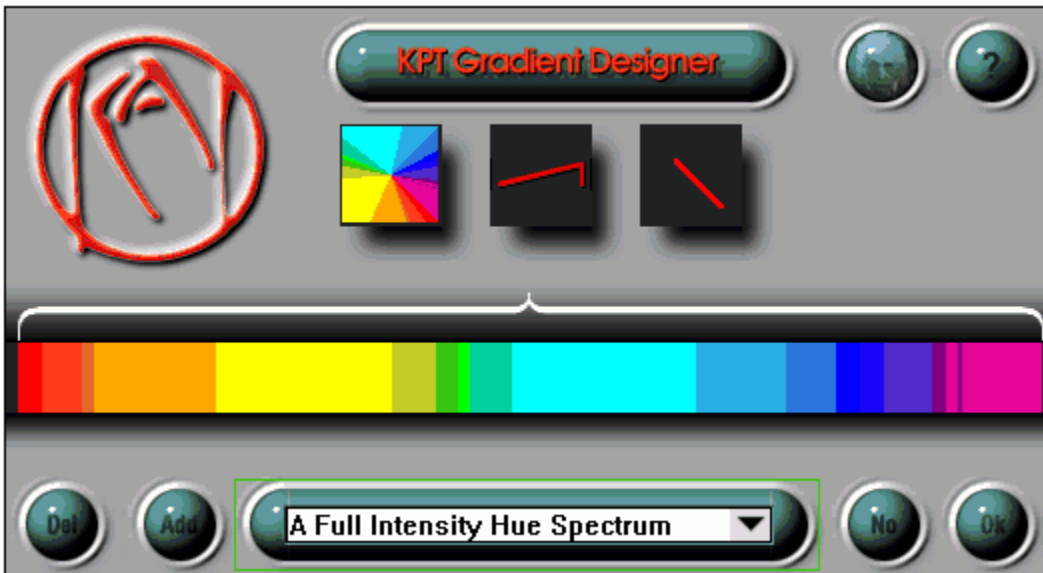 KPT Gradient Designer
?
A Full Intensity Hue Spectrum
Del
Add
No
Ok